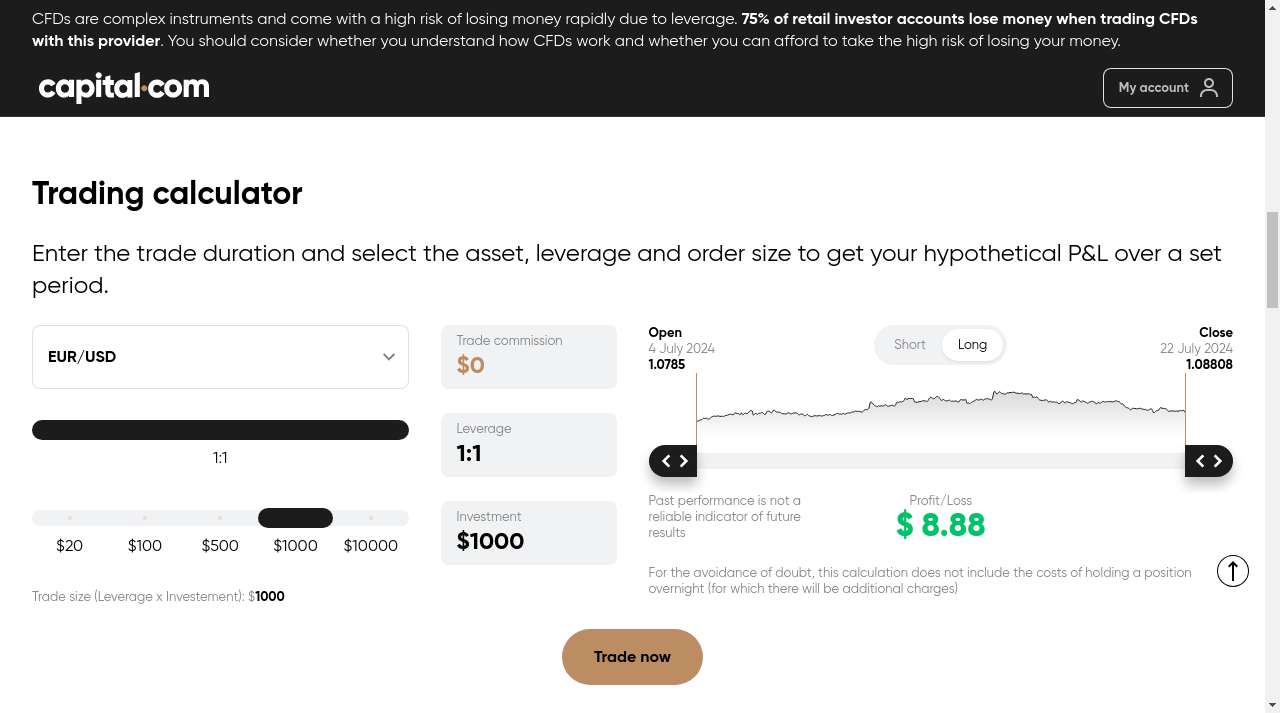 CFDs are complex instruments and come with a high risk of losing money rapidly due to leverage. 75% of retail investor accounts lose money when trading CFDs
with this provider. You should consider whether you understand how CFDs work and whether you can afford to take the high risk of losing your money.
capital.com
My account
Trading calculator
Enter the trade duration and select the asset, leverage and order size to get your hypothetical P&L over a set
period.
EUR/USD
1:1
$20 $100 $500 $1000 $10000
Trade size (Leverage x Investement): $1000
Trade commission
$0
Leverage
1:1
Investment
$1000
Open
4 July 2024
1.0785
Short Long
Close
22 July 2024
1.08808
Past performance is not a
reliable indicator of future
results
Profit/Loss
$ 8.88
For the avoidance of doubt, this calculation does not include the costs of holding a position
overnight (for which there will be additional charges)
Trade now